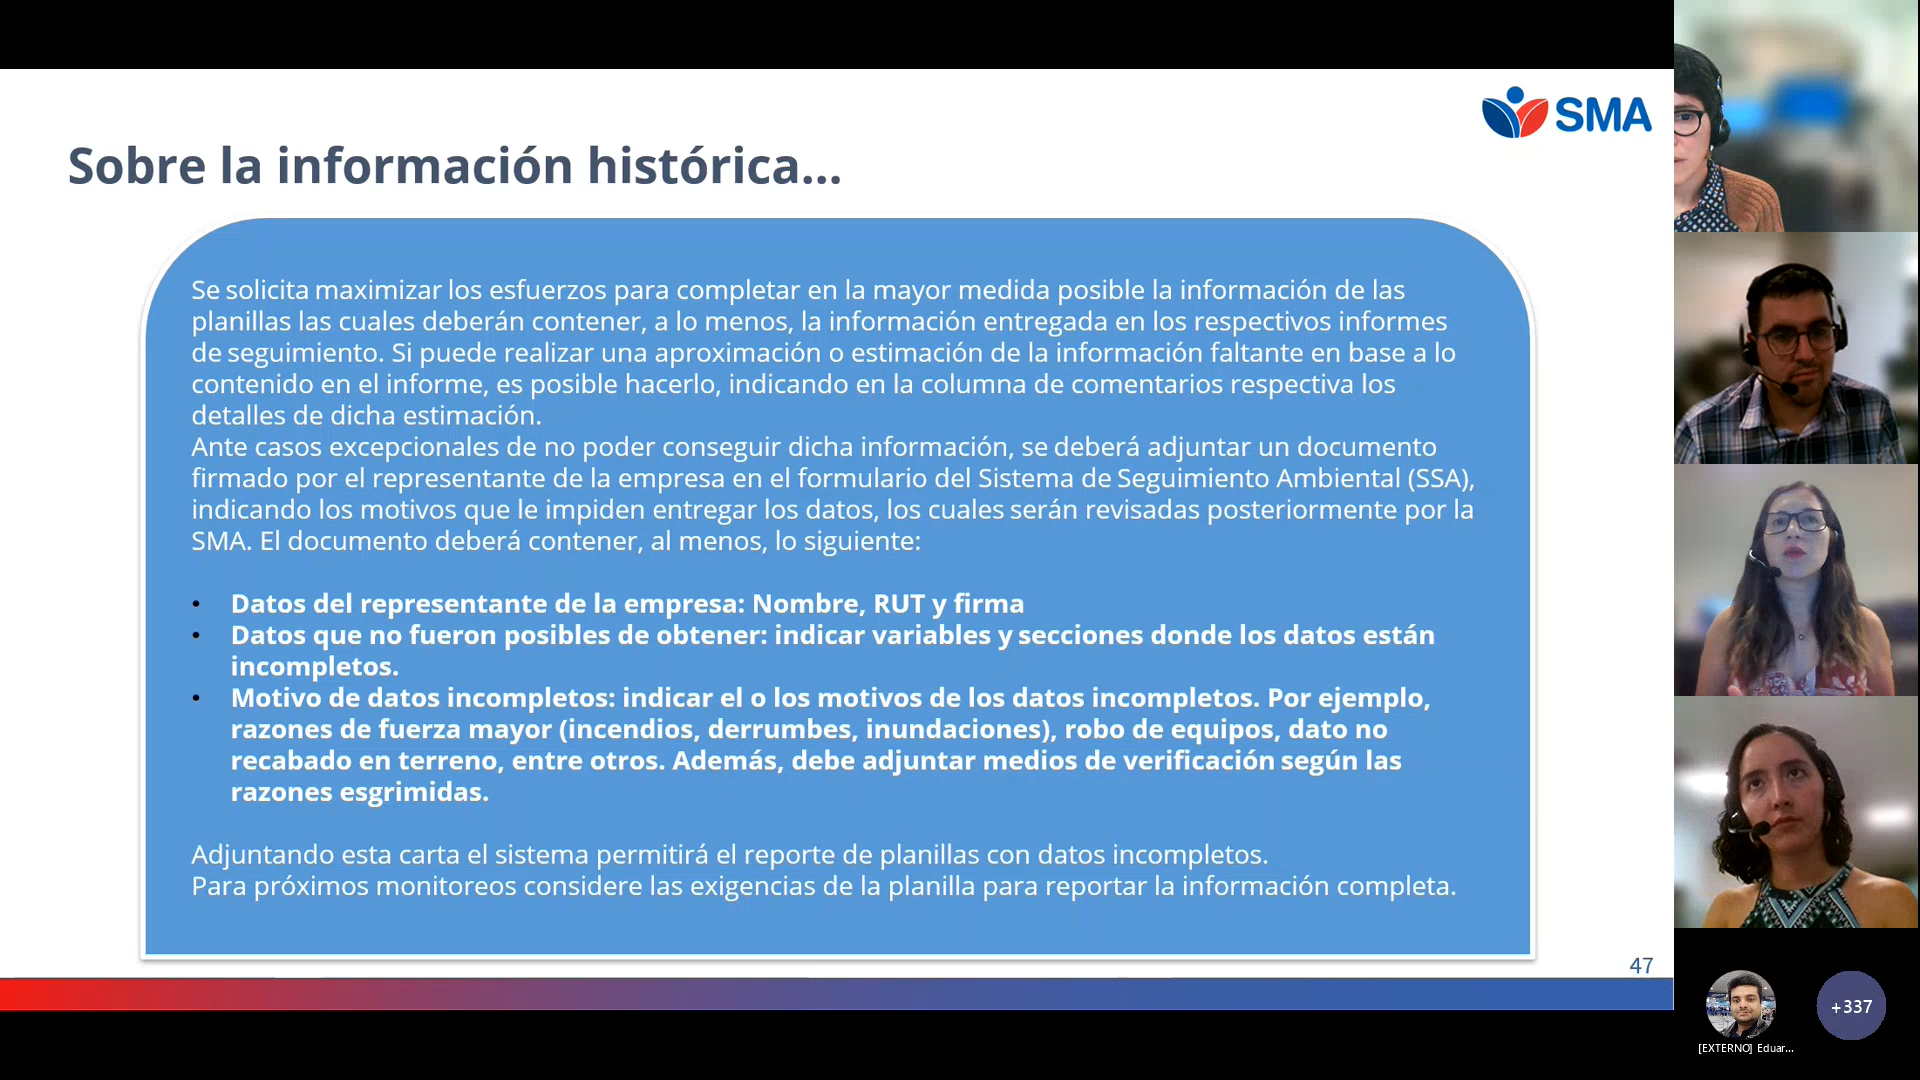 SMA
Sobre la información histórica...
Se solicita maximizar los esfuerzos para completar en la mayor medida posible la información de las
planillas las cuales deberán contener, a lo menos, la información entregada en los respectivos informes
de seguimiento. Si puede realizar una aproximación o estimación de la información faltante en base a lo
contenido en el informe, es posible hacerlo, indicando en la columna de comentarios respectiva los
detalles de dicha estimación.
Ante casos excepcionales de no poder conseguir dicha información, se deberá adjuntar un documento
firmado por el representante de la empresa en el formulario del Sistema de Seguimiento Ambiental (SSA),
indicando los motivos que le impiden entregar los datos, los cuales serán revisadas posteriormente por la
SMA. El documento deberá contener, al menos, lo siguiente:
• Datos del representante de la empresa: Nombre, RUT y firma
• Datos que no fueron posibles de obtener: indicar variables y secciones donde los datos están
incompletos.
• Motivo de datos incompletos: indicar el o los motivos de los datos incompletos. Por ejemplo,
razones de fuerza mayor (incendios, derrumbes, inundaciones), robo de equipos, dato no
recabado en terreno, entre otros. Además, debe adjuntar medios de verificación según las
razones esgrimidas.
Adjuntando esta carta el sistema permitirá el reporte de planillas con datos incompletos.
Para próximos monitoreos considere las exigencias de la planilla para reportar la información completa.
47
+337
[EXTERNO] Eduar...